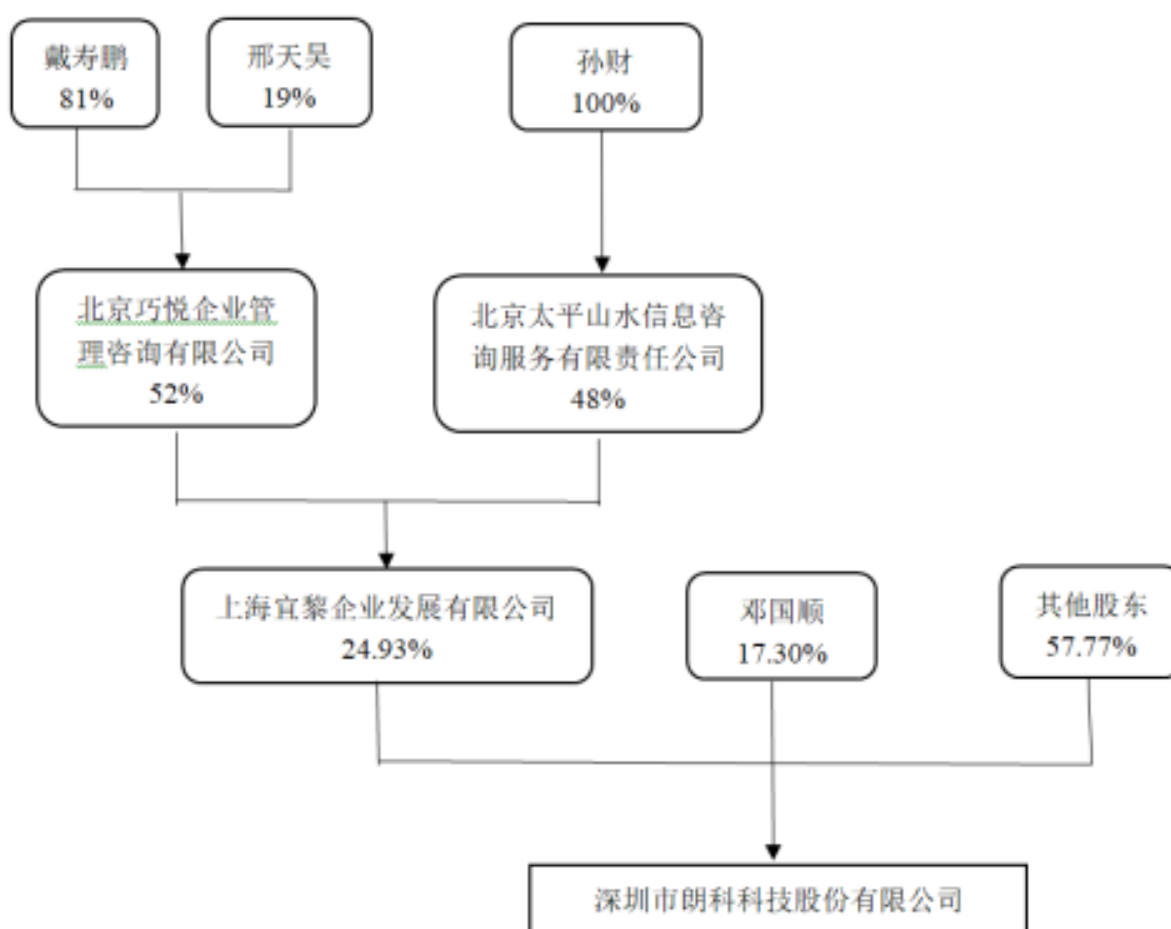 戴寿鹏
81%
邢天昊
19%
孙财
100%
北京巧悦企业管
理咨询有限公司
52%
北京太平山水信息咨
询服务有限责任公司
48%
上海宜黎企业发展有限公司
24.93%
邓国顺
17.30%
其他股东
57.77%
深圳市朗科科技股份有限公司